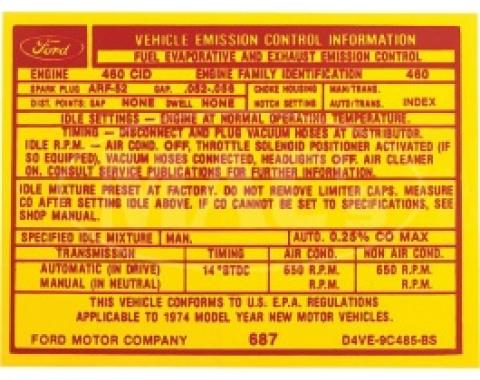 Ford
VEHICLE EMISSION CONTROL INFORMATION
FUEL EVAPORATIVE AND EXHAUST EMISSION CONTROL
ENGINE 460 CID ENGINE FAMILY IDENTIFICATION 460
SPARK PLUG ARF-52 GAP. .052-.056 CHOKE HOUSING MAN/TRANS.
DIST. POINTS: GAP NONE DWELL NONE NOTCH SETTING AUTO/TRANS. INDEX
IDLE SETTINGS — ENGINE AT NORMAL OPERATING TEMPERATURE.
TIMING — DISCONNECT AND PLUG VACUUM HOSES AT DISTRIBUTOR.
IDLE R.P.M. — AIR COND. OFF, THROTTLE SOLENOID POSITIONER ACTIVATED (IF
SO EQUIPPED), VACUUM HOSES CONNECTED, HEADLIGHTS OFF. AIR CLEANER
ON. CONSULT SERVICE PUBLICATIONS FOR FURTHER INFORMATION.
IDLE MIXTURE PRESET AT FACTORY. DO NOT REMOVE LIMITER CAPS. MEASURE
CO AFTER SETTING IDLE ABOVE. IF CO CANNOT BE SET TO SPECIFICATIONS, SEE
SHOP MANUAL.
SPECIFIED IDLE MIXTURE MAN. AUTO. 0.25% CO MAX
TRANSMISSION TIMING AIR COND. NON AIR COND.
AUTOMATIC (IN DRIVE) 14°BTDC 650 R.P.M. 650 R.P.M.
MANUAL (IN NEUTRAL) R.P.M. R.P.M.
THIS VEHICLE CONFORMS TO U.S. E.P.A. REGULATIONS
APPLICABLE TO 1974 MODEL YEAR NEW MOTOR VEHICLES.
FORD MOTOR COMPANY 687 D4VE-9C485-BS